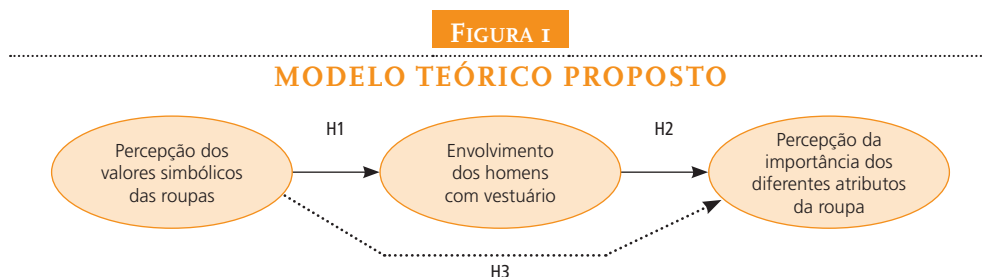 FIGURA 1
MODELO TEÓRICO PROPOSTO
H1
H2
Percepção dos
valores simbólicos
das roupas
Envolvimento
dos homens
com vestuário
Percepção da
importância dos
diferentes atributos
da roupa
H3